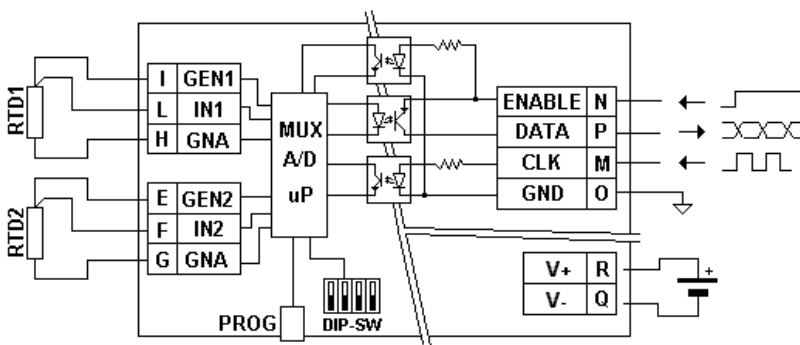 RTD1
I GEN1
L IN1
H GNA
RTD2
E GEN2
F IN2
G GNA
MUX
A/D
uP
PROG
DIP-SW
ENABLE N
DATA P
CLK M
GND O
V+ R
V- Q
+